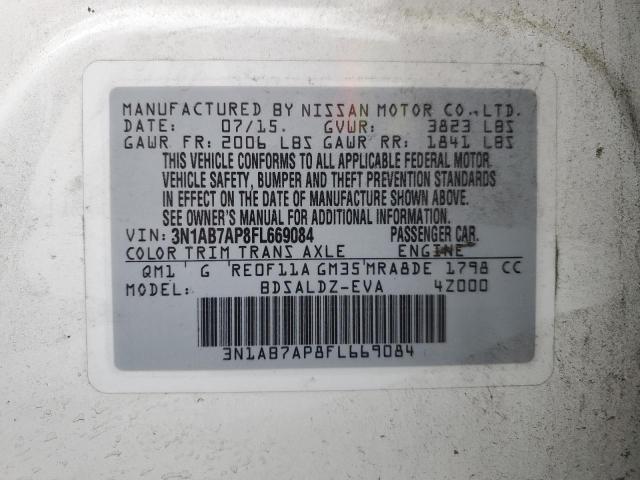 MANUFACTURED BY NISSAN MOTOR CO., LTD.
DATE: 07/15. GVWR: 3823 LBS
GAWR FR: 2006 LBS GAWR RR: 1841 LBS
THIS VEHICLE CONFORMS TO ALL APPLICABLE FEDERAL MOTOR
VEHICLE SAFETY, BUMPER AND THEFT PREVENTION STANDARDS
IN EFFECT ON THE DATE OF MANUFACTURE SHOWN ABOVE.
SEE OWNER'S MANUAL FOR ADDITIONAL INFORMATION.
VIN: 3N1AB7AP8FL669084 PASSENGER CAR.
COLOR TRIM TRANS AXLE ENGINE
QM1 G RE0F11A GM35 MRA8DE 1798 CC
MODEL: BDSALDZ-EVA 4Z000
3N1AB7AP8FL669084